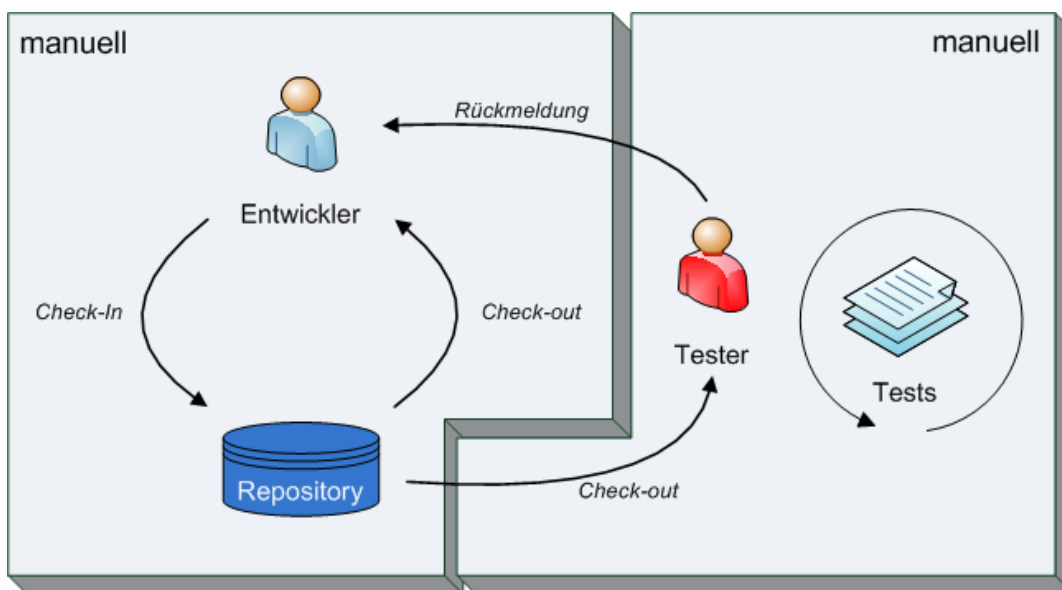 manuell
manuell
Rückmeldung
Entwickler
Check-In
Check-out
Tester
Tests
Repository
Check-out